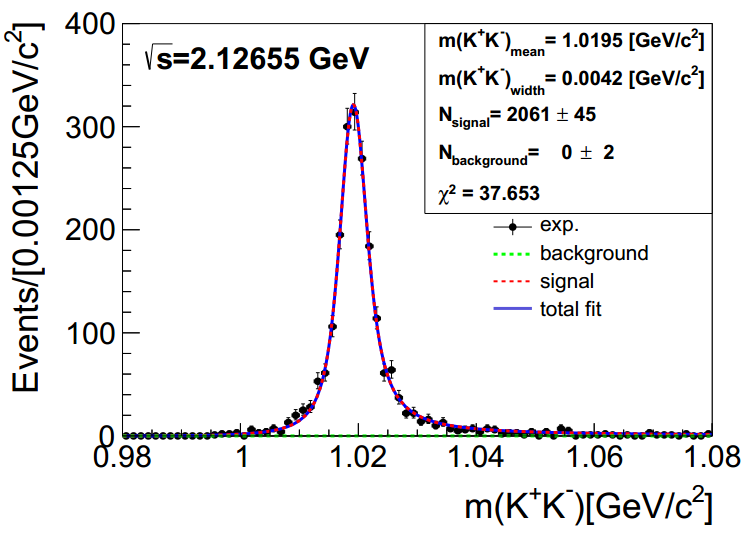 √s=2.12655 GeV
m(K⁺K⁻)mean= 1.0195 [GeV/c²]
m(K⁺K⁻)width= 0.0042 [GeV/c²]
Nsignal= 2061 ± 45
Nbackground= 0 ± 2
χ² = 37.653
exp.
background
signal
total fit
Events/[0.00125GeV/c²]
400
300
200
100
0
0.98 1 1.02 1.04 1.06 1.08
m(K⁺K⁻)[GeV/c²]